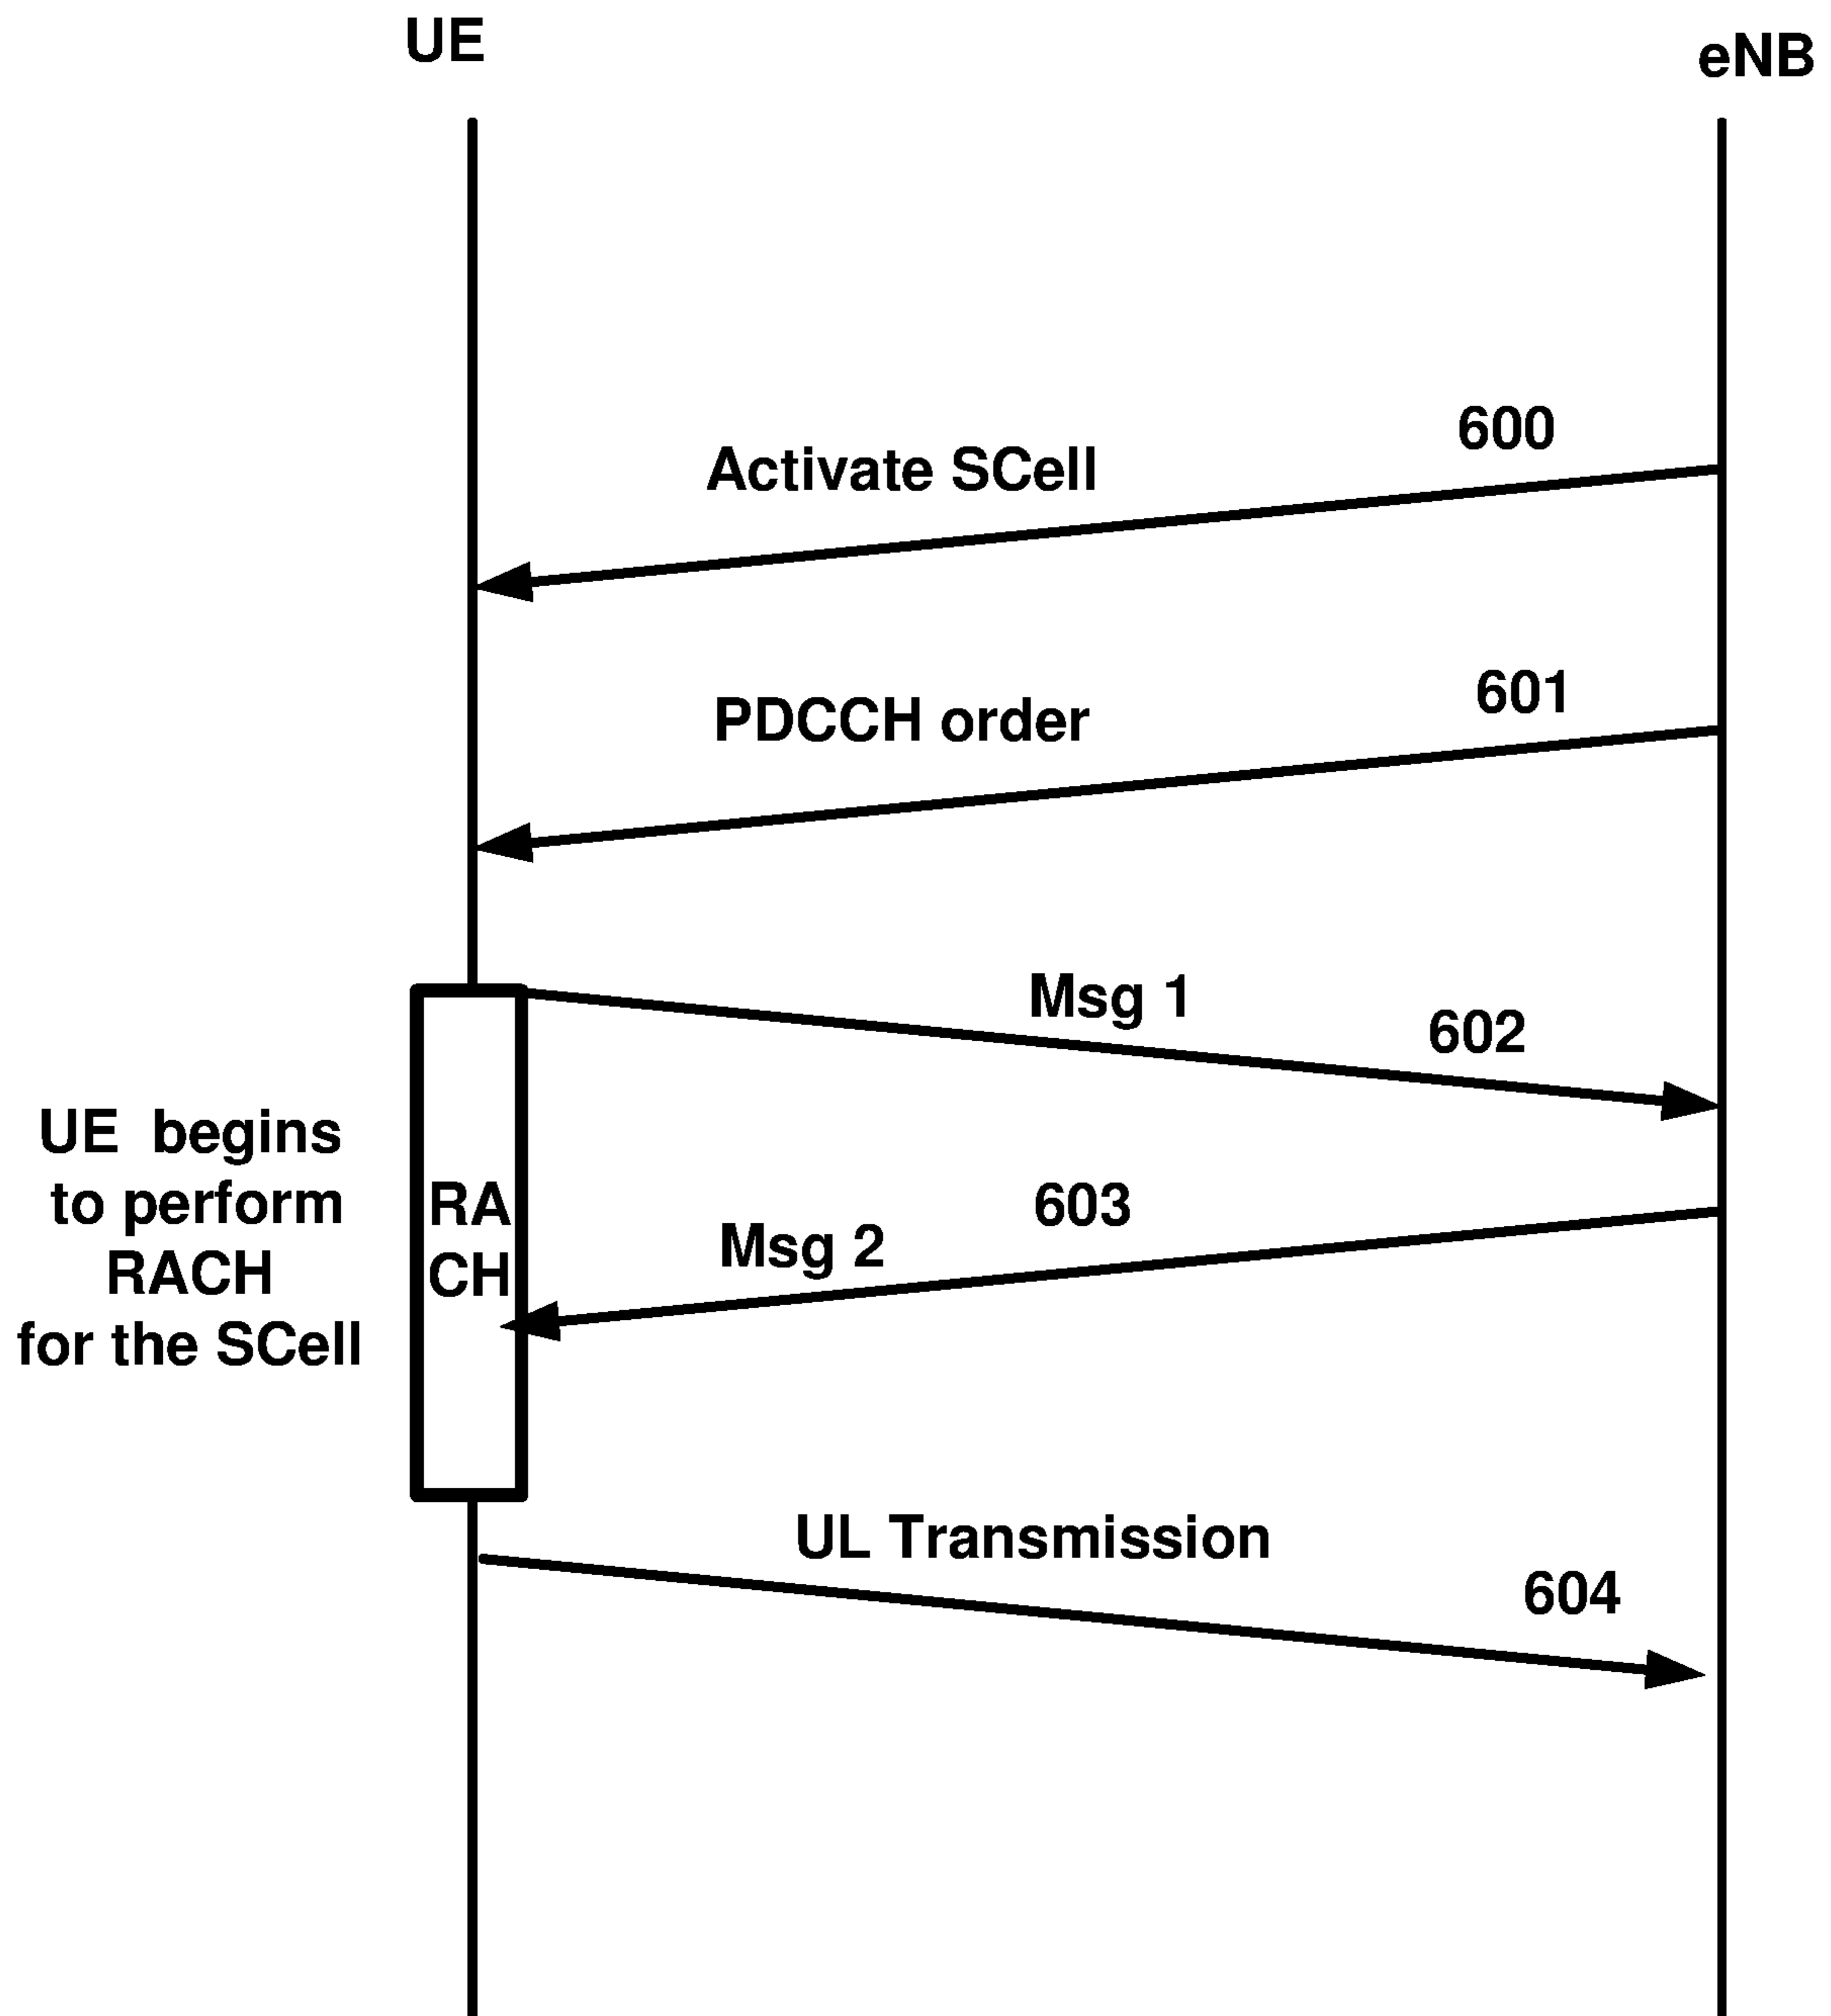 UE
eNB
600
Activate SCell
601
PDCCH order
Msg 1
602
UE begins
to perform
RACH
for the SCell
RA
CH
603
Msg 2
UL Transmission
604